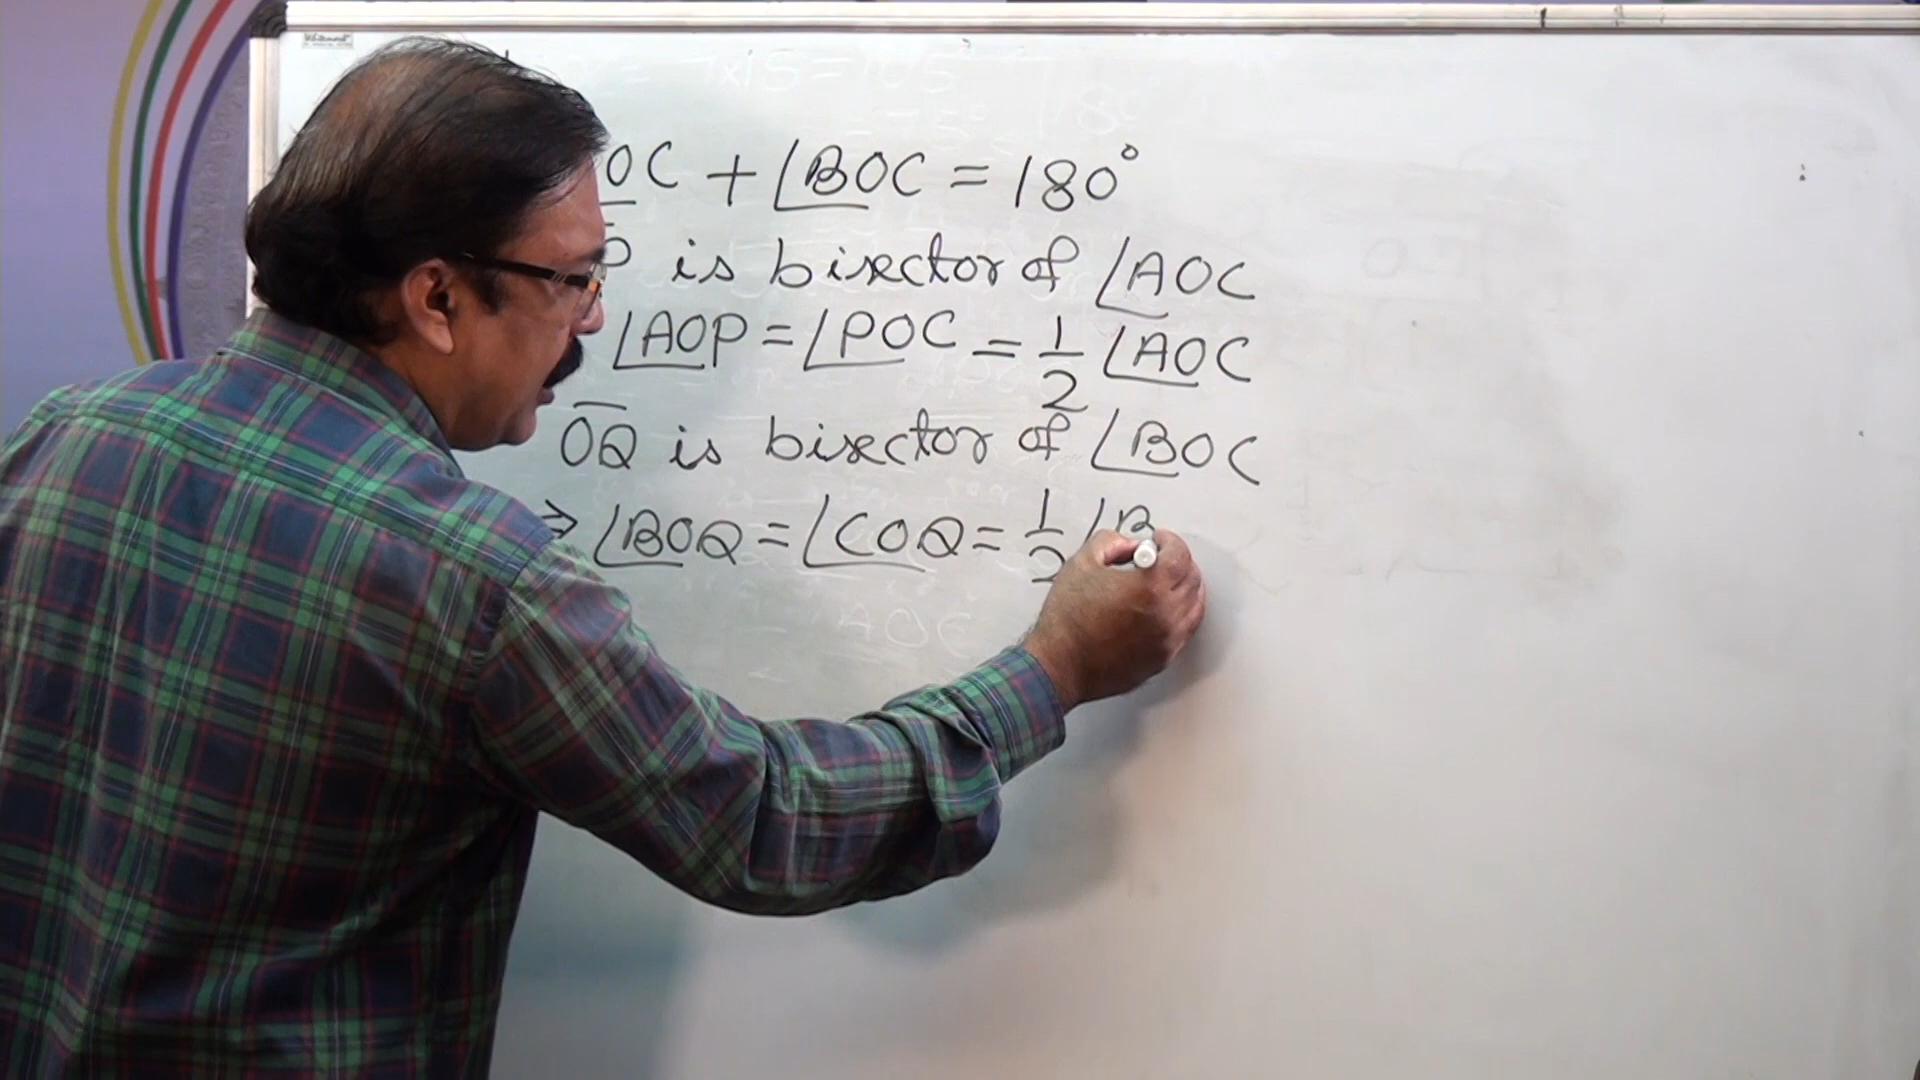 OC + ∠BOC = 180°
P is bisector of ∠AOC
∠AOP = ∠POC = 1/2 ∠AOC
OQ is bisector of ∠BOC
⇒ ∠BOQ = ∠COQ = 1/2 ∠B